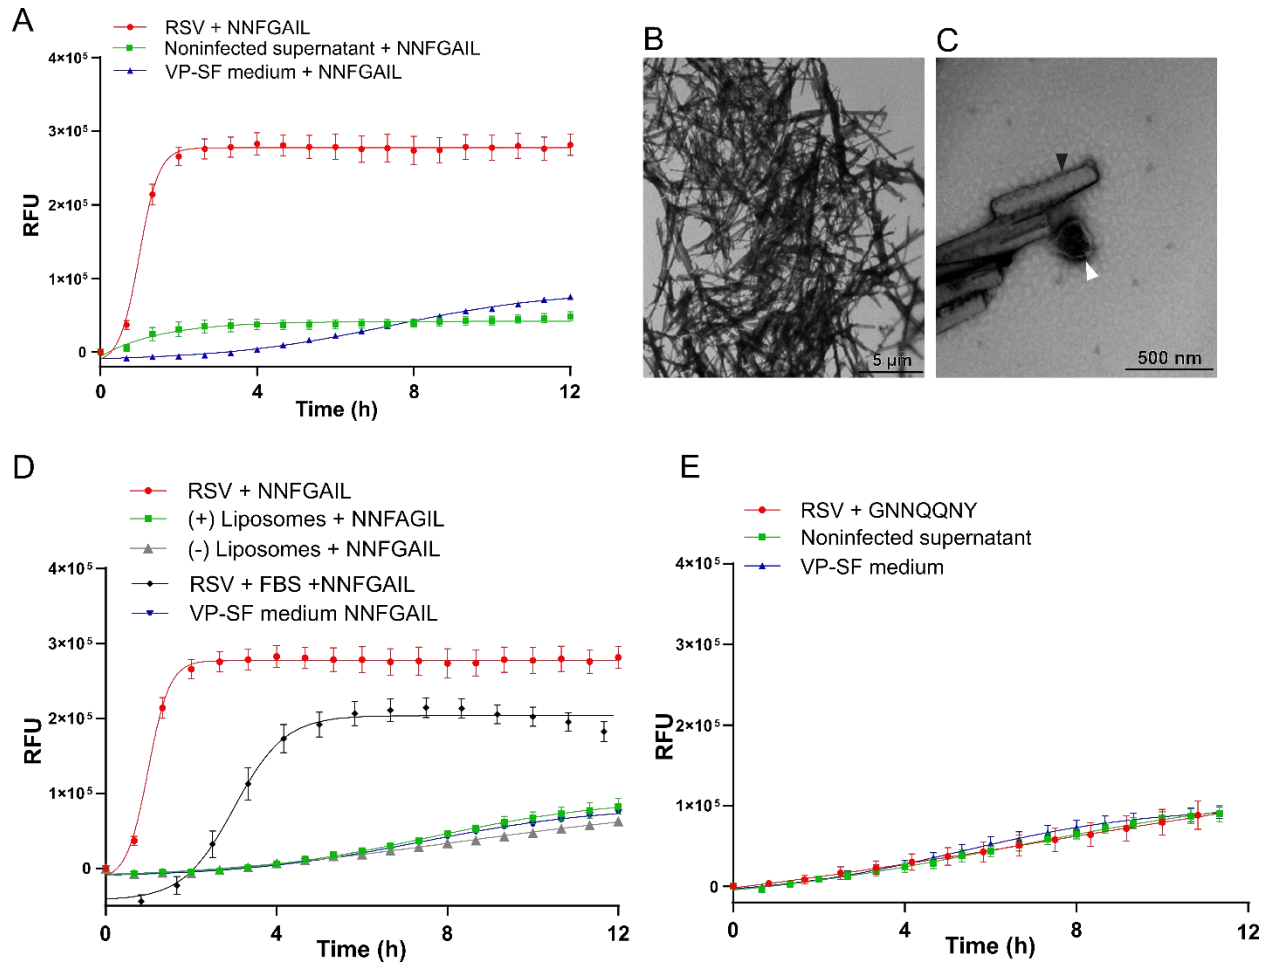 A
RSV + NNFGAIL
Noninfected supernatant + NNFGAIL
VP-SF medium + NNFGAIL
4×10⁵
3×10⁵
2×10⁵
1×10⁵
0
RFU
0 4 8 12
Time (h)
B
5 µm
C
500 nm
D
RSV + NNFGAIL
(+) Liposomes + NNFAGIL
(-) Liposomes + NNFGAIL
RSV + FBS +NNFGAIL
VP-SF medium NNFGAIL
4×10⁵
3×10⁵
2×10⁵
1×10⁵
0
RFU
0 4 8 12
Time (h)
E
RSV + GNNQQNY
Noninfected supernatant
VP-SF medium
4×10⁵
3×10⁵
2×10⁵
1×10⁵
0
RFU
0 4 8 12
Time (h)